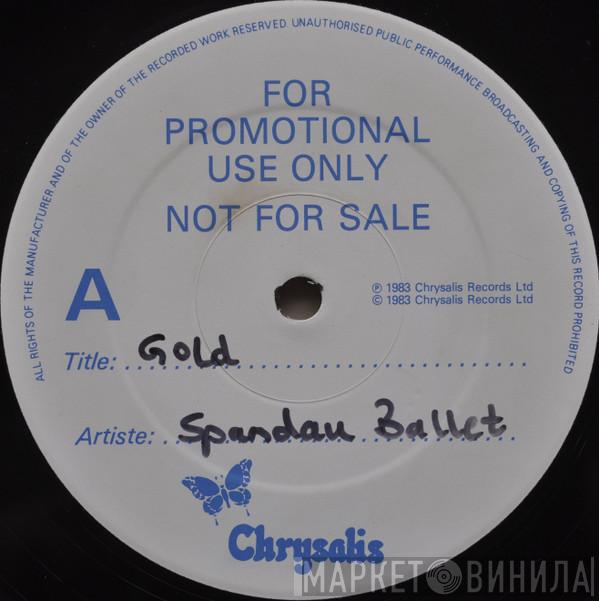 ALL RIGHTS OF THE MANUFACTURER AND OF THE OWNER OF THE RECORDED WORK RESERVED. UNAUTHORISED PUBLIC PERFORMANCE BROADCASTING AND COPYING OF THIS RECORD PROHIBITED
FOR
PROMOTIONAL
USE ONLY
NOT FOR SALE
A
℗ 1983 Chrysalis Records Ltd
© 1983 Chrysalis Records Ltd
Title: Gold
Artiste: Spandau Ballet
Chrysalis
МАРКЕТ ВИНИЛА